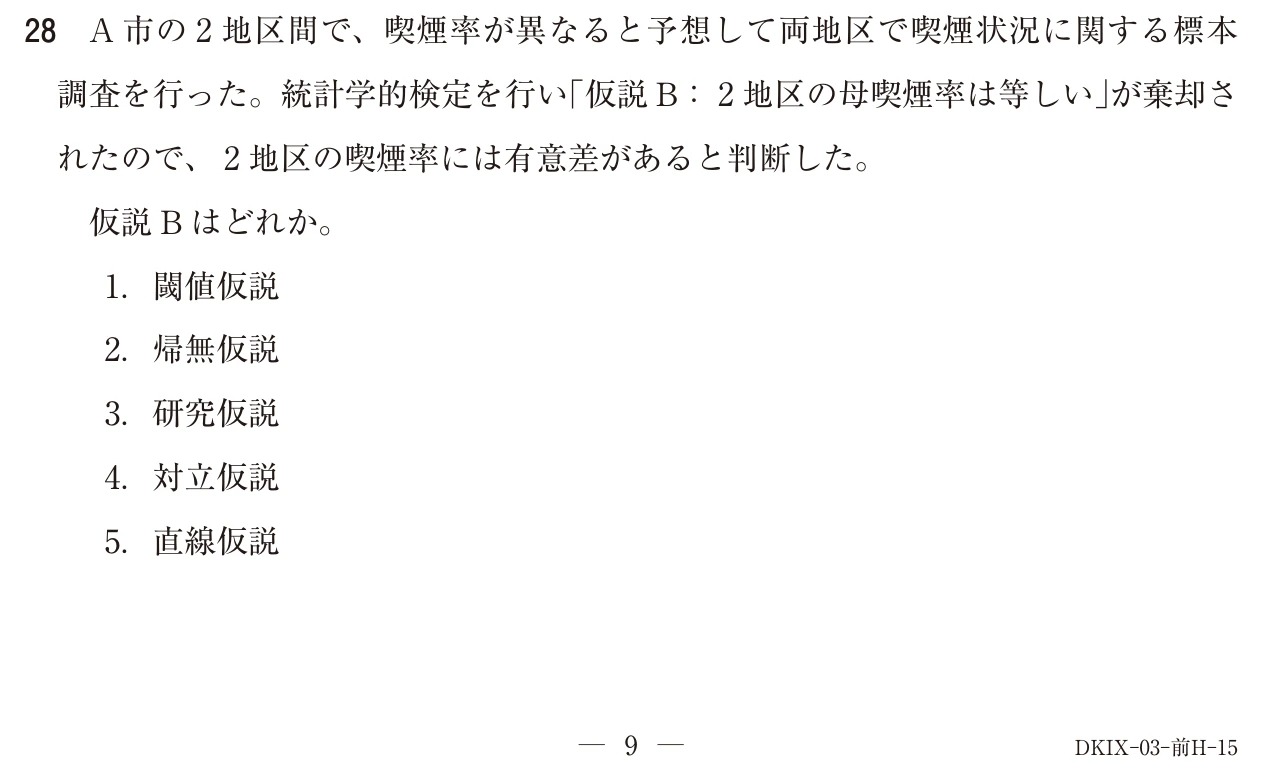 28 A市の2地区間で、喫煙率が異なると予想して両地区で喫煙状況に関する標本
調査を行った。統計学的検定を行い「仮説B：2地区の母喫煙率は等しい」が棄却さ
れたので、2地区の喫煙率には有意差があると判断した。
仮説Bはどれか。
1. 閾値仮説
2. 帰無仮説
3. 研究仮説
4. 対立仮説
5. 直線仮説
— 9 —
DKIX-03-前H-15